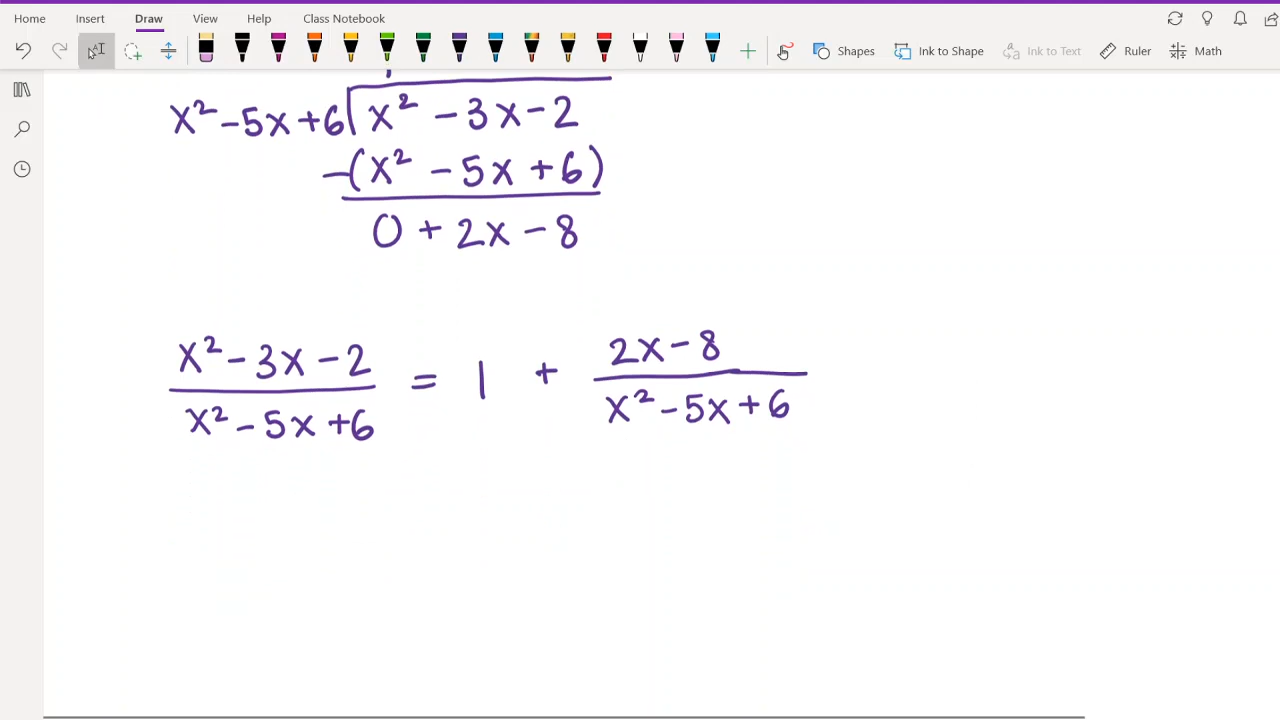 Home Insert Draw View Help Class Notebook
Shapes Ink to Shape Ink to Text Ruler Math
x² - 5x + 6 x² - 3x - 2
-(x² - 5x + 6)
0 + 2x - 8
x² - 3x - 2 / x² - 5x + 6 = 1 + 2x - 8 / x² - 5x + 6